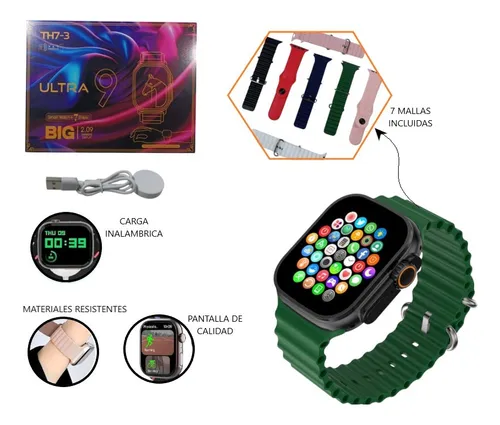 TH7-3
ULTRA 9
BIG 2.09
7 MALLAS
INCLUIDAS
CARGA
INALAMBRICA
THU 09
00:39
MATERIALES RESISTENTES
PANTALLA DE
CALIDAD